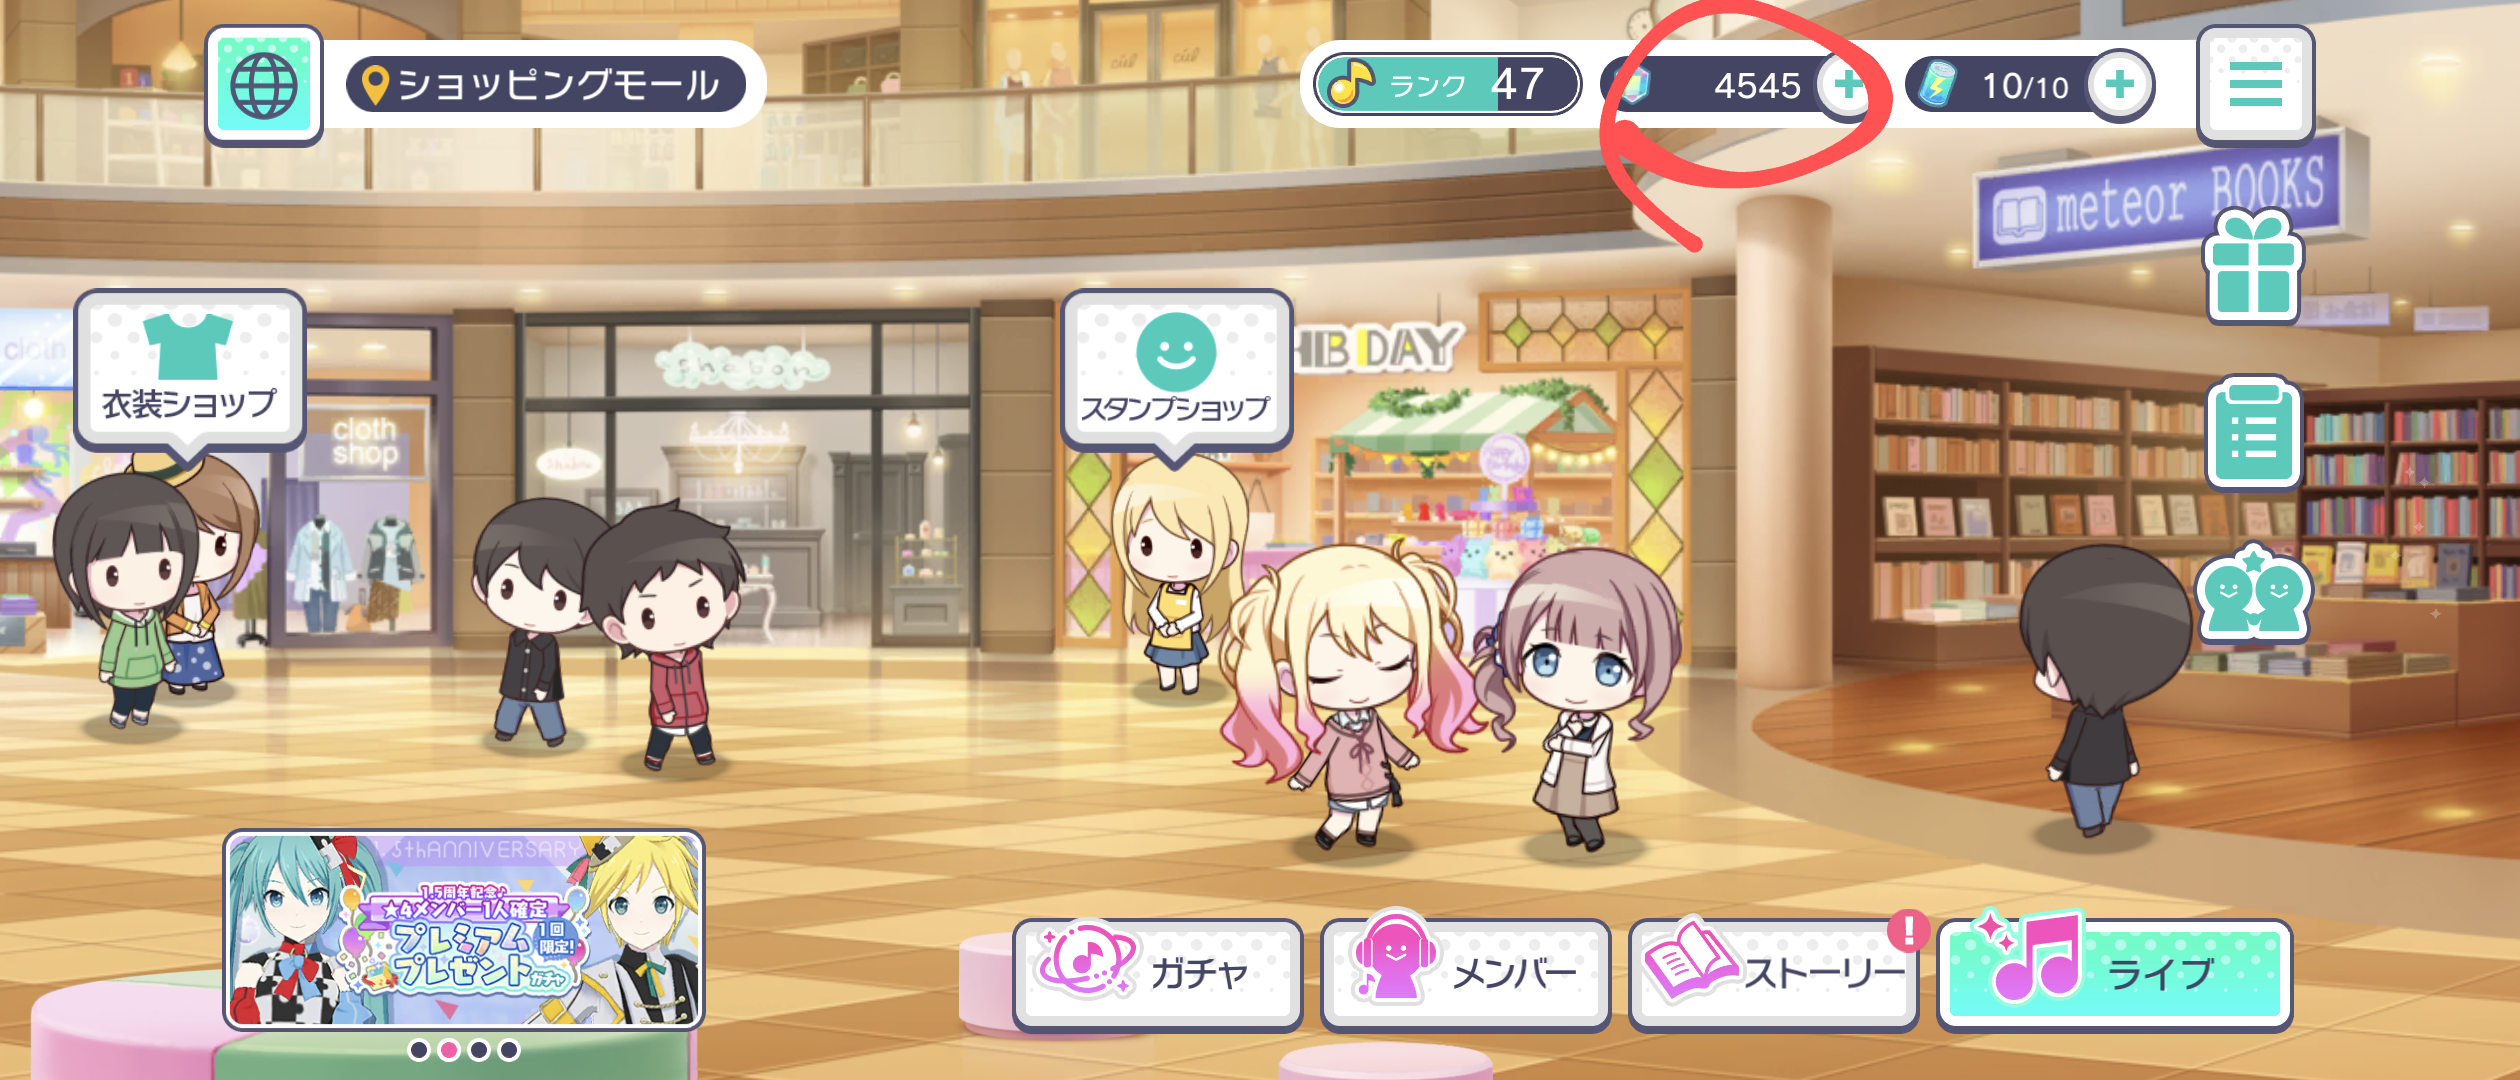 ショッピングモール
ランク 47
4545
10/10
meteor BOOKS
衣装ショップ
スタンプショップ
HB DAY
cloth
shabon
cloth
shop
5thANNIVERSARY
1.5周年記念♪
★4メンバー1人確定
プレミアム
プレゼントガチャ
1回
限定!
ガチャ
メンバー
ストーリー
!
ライブ